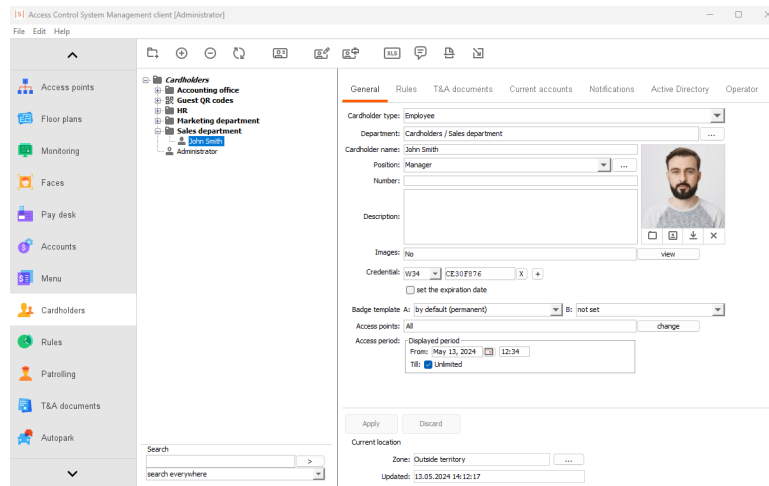 |S| Access Control System Management client [Administrator]
File Edit Help
XLS
Access points
Floor plans
Monitoring
Faces
Pay desk
Accounts
Menu
Cardholders
Rules
Patrolling
T&A documents
Autopark
Cardholders
Accounting office
Guest QR codes
HR
Marketing department
Sales department
John Smith
Administrator
Search
>
search everywhere
General Rules T&A documents Current accounts Notifications Active Directory Operator
Cardholder type: Employee
Department: Cardholders / Sales department ...
Cardholder name: John Smith
Position: Manager ...
Number:
Description:
Images: No view
Credential: W34 CE30F876 X +
set the expiration date
Badge template A: by default (permanent) B: not set
Access points: All change
Access period: Displayed period
From: May 13, 2024 12:34
Till: Unlimited
Apply Discard
Current location
Zone: Outside territory ...
Updated: 13.05.2024 14:12:17